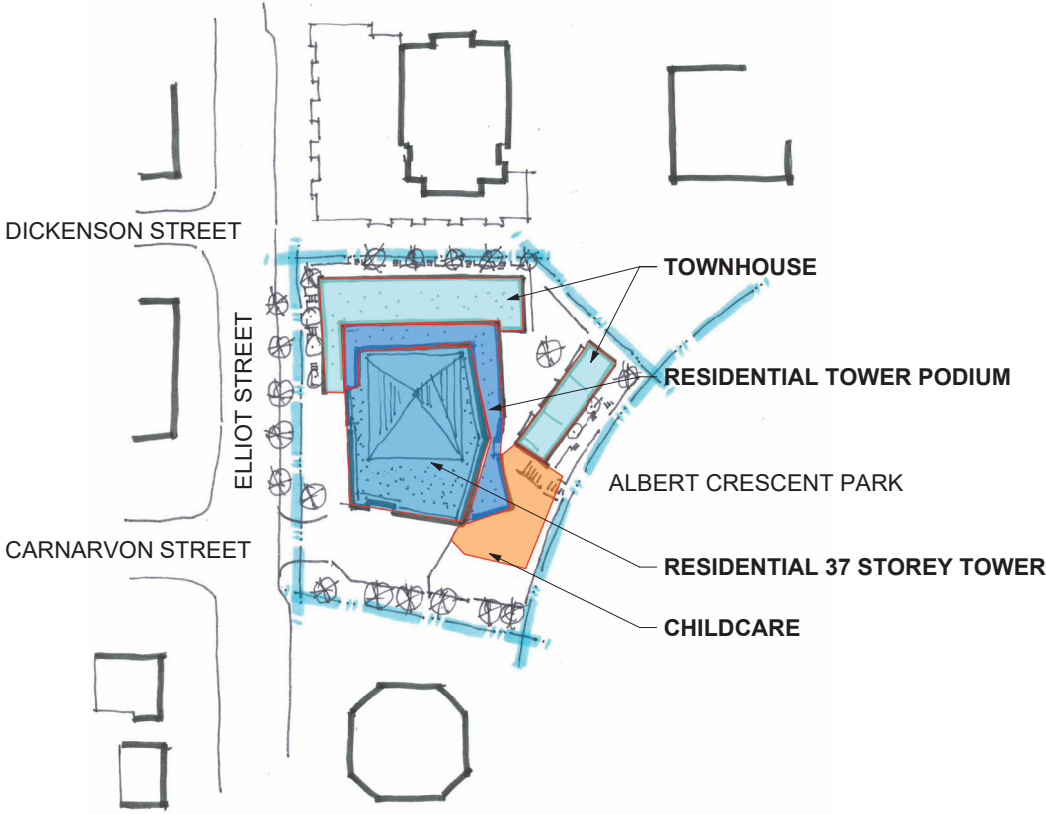 DICKENSON STREET
TOWNHOUSE
ELLIOT STREET
RESIDENTIAL TOWER PODIUM
ALBERT CRESCENT PARK
CARNARVON STREET
RESIDENTIAL 37 STOREY TOWER
CHILDCARE